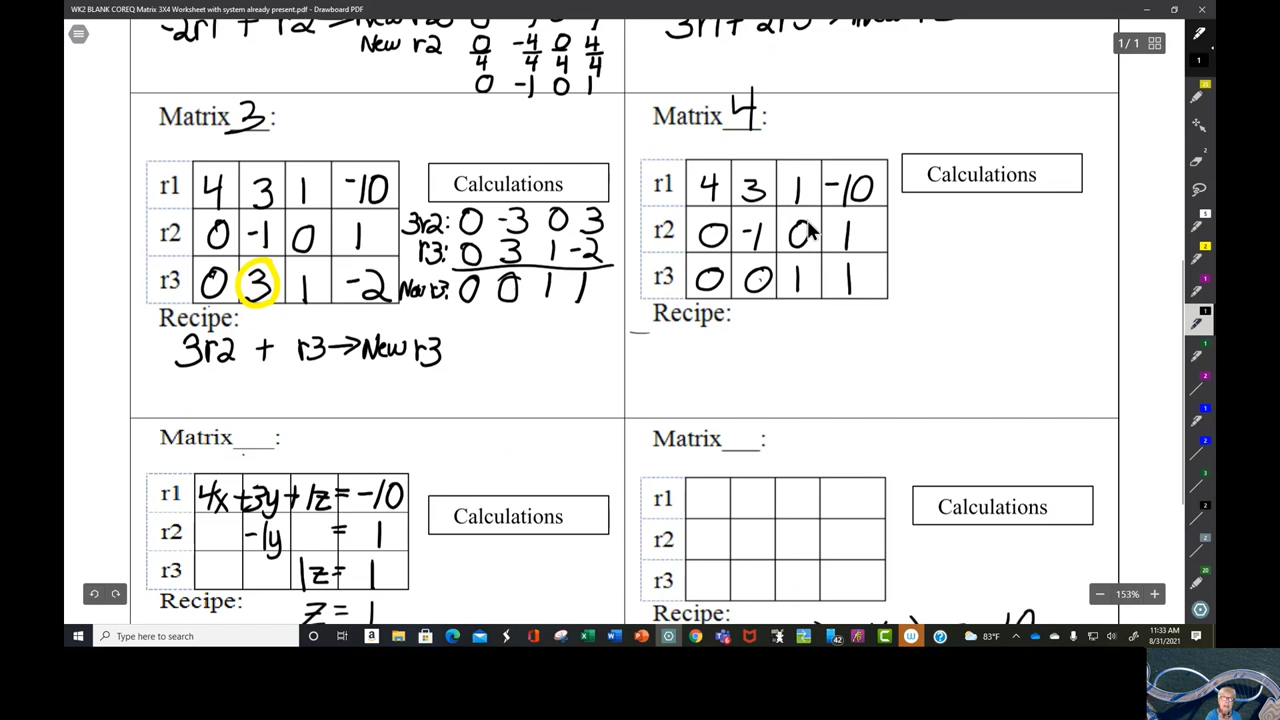 WK2 BLANK COREQ Matrix 3X4 Worksheet with system already present.pdf - Drawboard PDF
1/1
-2r1 + r2 → New r2
New r2 0/4 -4/4 0/4 4/4
0 -1 0 1
Matrix 3:
r1 4 3 1 -10
r2 0 -1 0 1
r3 0 3 1 -2
Calculations
3r2: 0 -3 0 3
r3: 0 3 1 -2
New r3: 0 0 1 1
Recipe:
3r2 + r3 → New r3
Matrix 4:
r1 4 3 1 -10
r2 0 -1 0 1
r3 0 0 1 1
Calculations
Recipe:
Matrix___:
r1 4x +3y + 1z = -10
r2 -1y = 1
r3 1z = 1
Calculations
Recipe:
z = 1
Matrix___:
r1
r2
r3
Calculations
Recipe:
153%
Type here to search
83°F
11:33 AM
8/31/2021